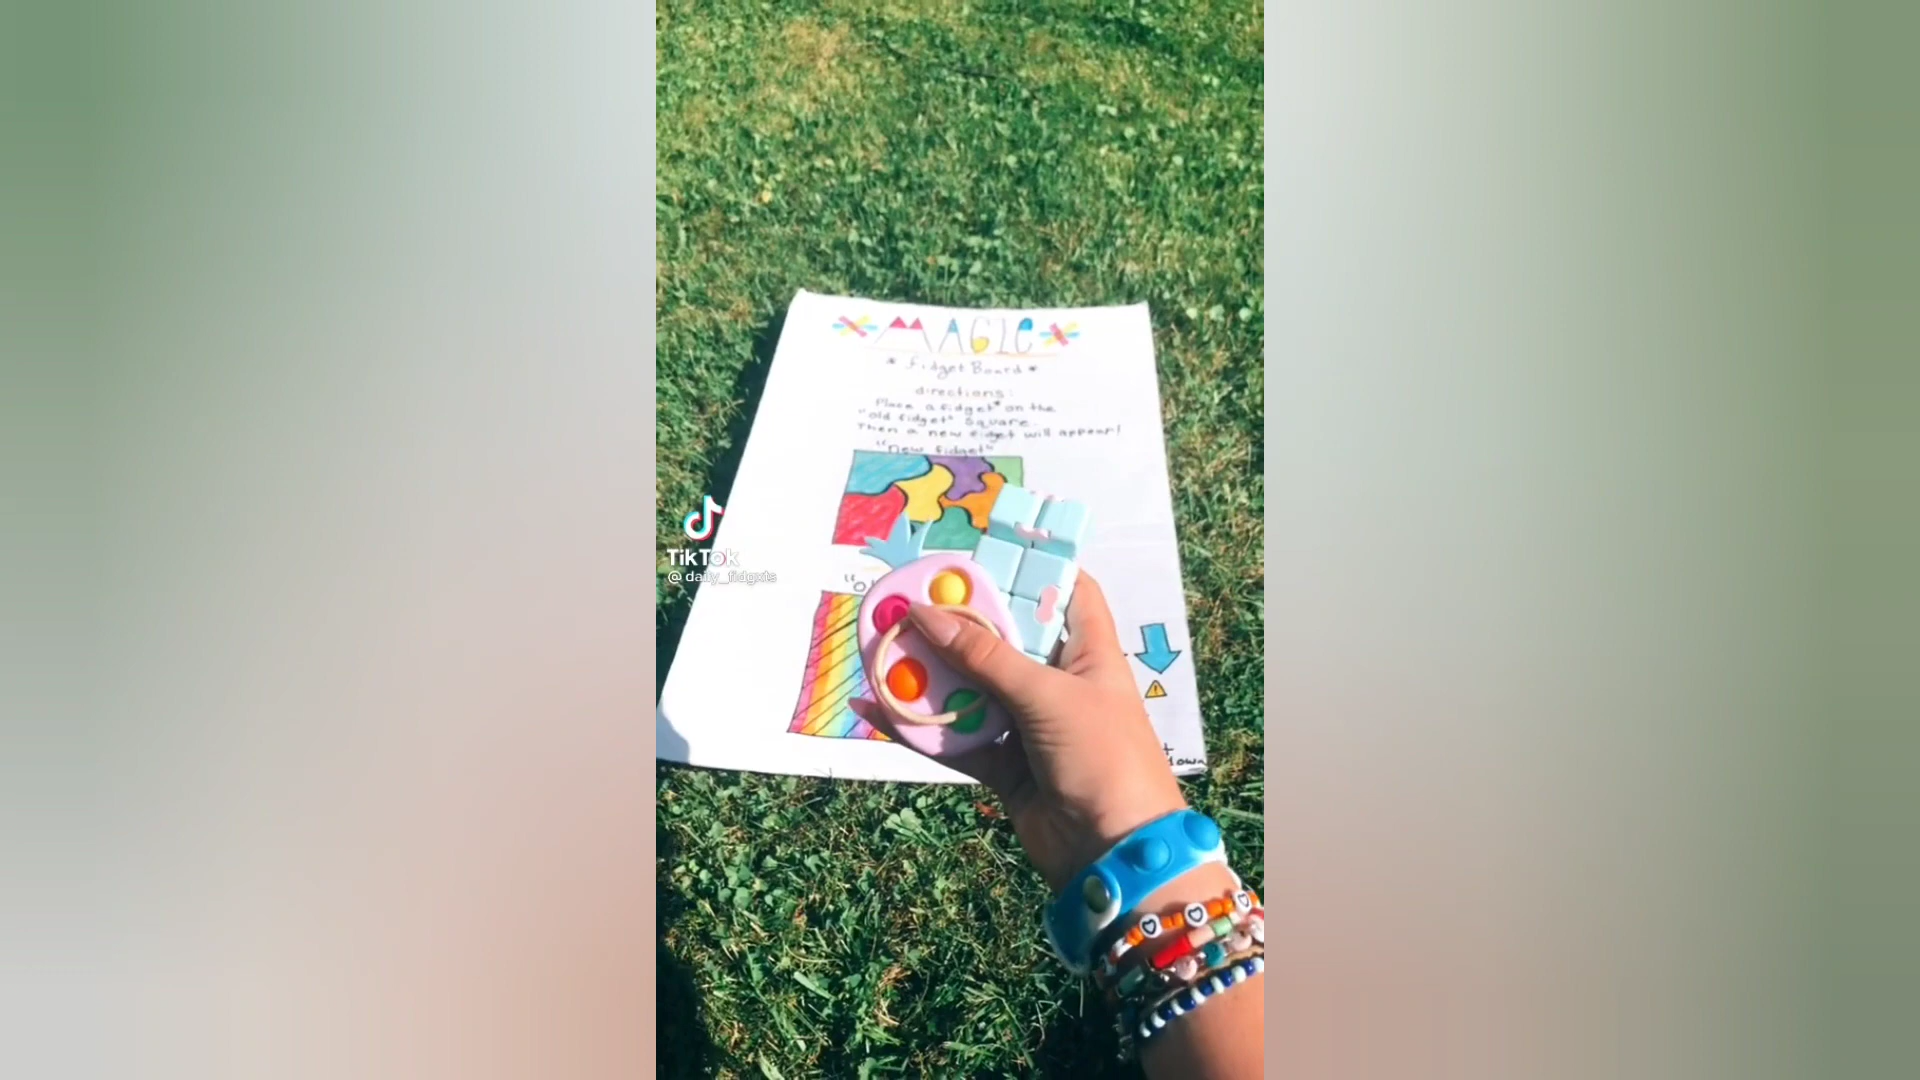 MAGIC
* fidget Board *
directions:
Place a fidget* on the
"old fidget" Square.
Then a new fidget will appear!
"New fidget"
TikTok
@daily_fidgxts